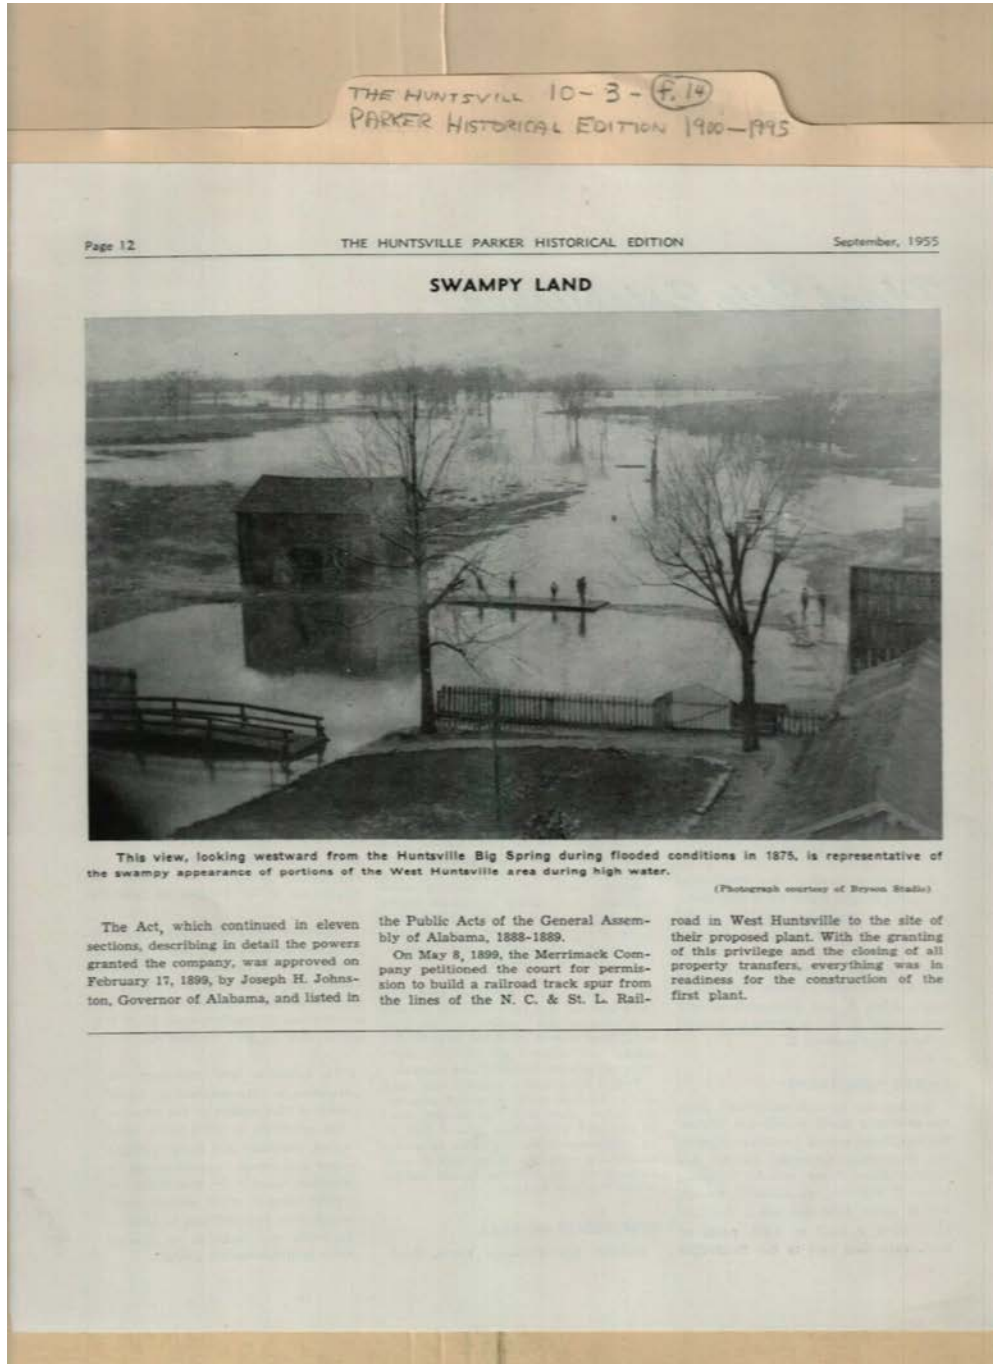 THE HUNTSVILL 10-3-f.14
PARKER HISTORICAL EDITION 1900-1995
Page 12 THE HUNTSVILLE PARKER HISTORICAL EDITION September, 1955
SWAMPY LAND
This view, looking westward from the Huntsville Big Spring during flooded conditions in 1875, is representative of
the swampy appearance of portions of the West Huntsville area during high water.
(Photograph courtesy of Bryson Studio)
The Act, which continued in eleven
sections, describing in detail the powers
granted the company, was approved on
February 17, 1899, by Joseph H. Johns-
ton, Governor of Alabama, and listed in
the Public Acts of the General Assem-
bly of Alabama, 1888-1889.
On May 8, 1899, the Merrimack Com-
pany petitioned the court for permis-
sion to build a railroad track spur from
the lines of the N. C. & St. L. Rail-
road in West Huntsville to the site of
their proposed plant. With the granting
of this privilege and the closing of all
property transfers, everything was in
readiness for the construction of the
first plant.